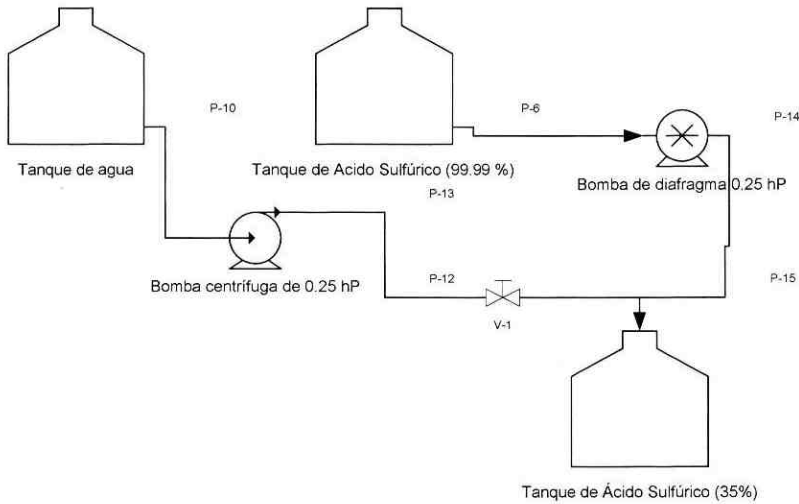 P-10
P-6
P-14
Tanque de agua
Tanque de Acido Sulfúrico (99.99 %)
Bomba de diafragma 0.25 hP
P-13
Bomba centrífuga de 0.25 hP
P-12
P-15
V-1
Tanque de Ácido Sulfúrico (35%)